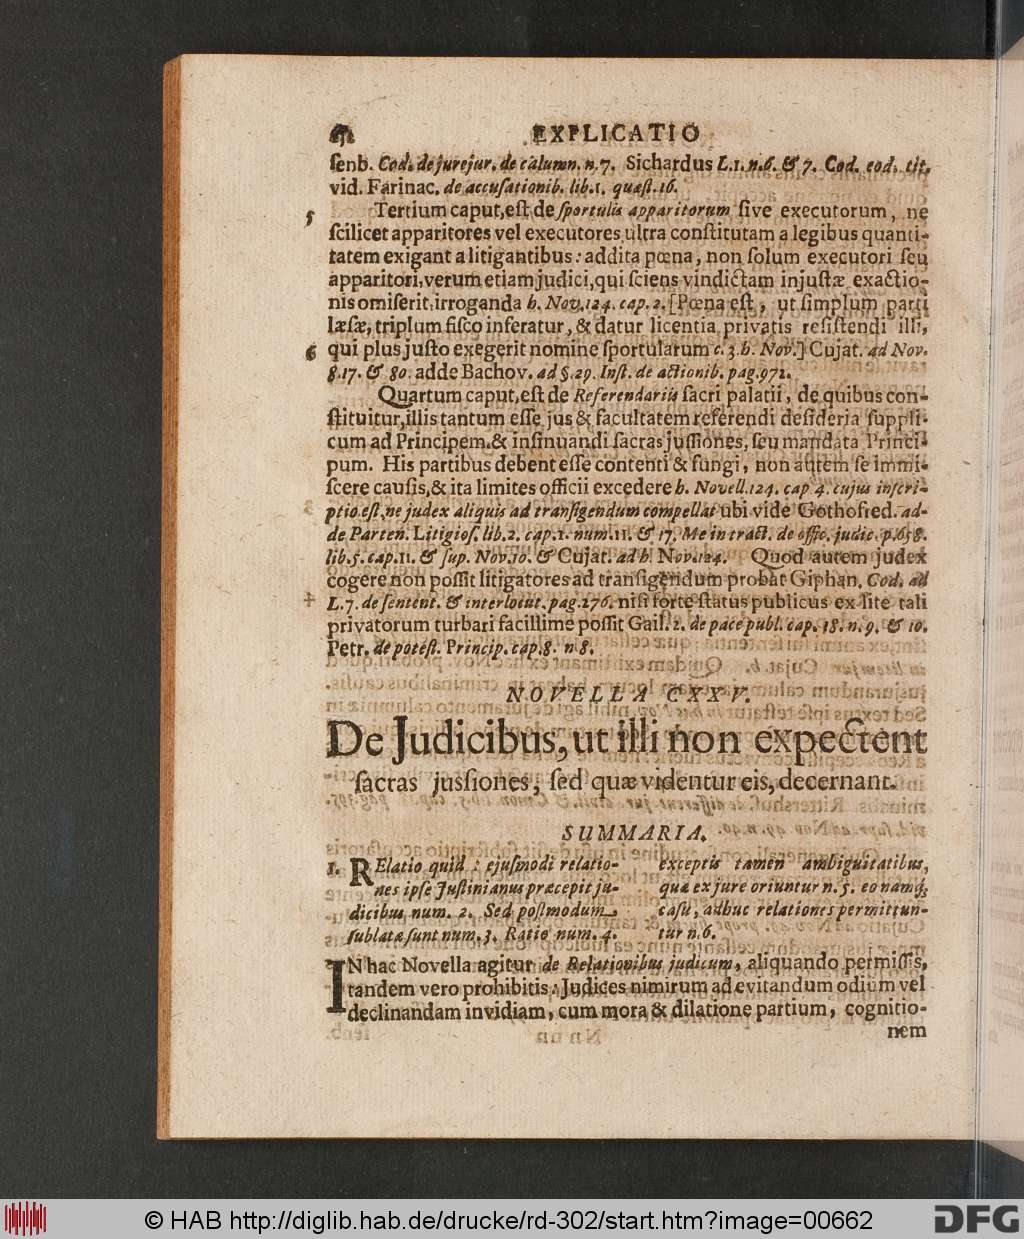 EXPLICATIO
ſenb. Cod. de jurejur. de calumn. n. 7. Sichardus L. 1. n. 6. & 7. Cod. eod. tit.
vid. Farinac. de accuſationib. lib. 1. quæſt. 16.
5 Tertium caput, eſt de ſportulis apparitorum ſive executorum, ne
ſcilicet apparitores vel executores ultra conſtitutam a legibus quanti-
tatem exigant a litigantibus: addita pœna, non ſolum executori ſeu
apparitori, verum etiam judici, qui ſciens vindictam injuſtæ exactio-
nis omiſerit, irroganda h. Nov. 124. cap. 2. [Pœna eſt, ut ſimplum parti
læſæ, triplum fiſco inferatur, & datur licentia privatis reſiſtendi illi,
6 qui plus juſto exegerit nomine ſportularum c. 3. h. Nov.] Cujat. ad Nov.
8. 17. & 80. adde Bachov. ad §. 29. Inſt. de actionib. pag. 971.
Quartum caput, eſt de Referendariis ſacri palatii, de quibus con-
ſtituitur, illis tantum eſſe jus & facultatem referendi deſideria ſuppli-
cum ad Principem & inſinuandi ſacras juſſiones, ſeu mandata Princi-
pum. His partibus debent eſſe contenti & fungi, non autem ſe immi-
ſcere cauſis, & ita limites officii excedere h. Novell. 124. cap. 4. cujus inſcri-
ptio eſt, ne judex aliquis ad tranſigendum compellat ubi vide Gothofred. ad-
de Parten. Litigioſ. lib. 2. cap. 1. num. 11. & 17. Me in tract. de offic. judic. p. 658.
lib. 5. cap. 11. & ſup. Nov. 10. & Cujat. ad h. Nov. 124. Quod autem judex
cogere non poſſit litigatores ad tranſigendum probat Giphan. Cod. ad
L. 7. de ſentent. & interlocut. pag. 276. niſi forte ſtatus publicus ex lite tali
privatorum turbari facillime poſſit Gail. 2. de pace publ. cap. 18. n. 9. & 10.
Petr. de poteſt. Princip. cap. 8. n 8.
NOVELLA CXXV.
De Judicibus, ut illi non expectent
ſacras jusſiones, ſed quæ videntur eis, decernant.
SUMMARIA.
1. RElatio quid: ejuſmodi relatio-
nes ipſe Juſtinianus præcepit ju-
dicibus num. 2. Sed poſtmodum
ſublatæ ſunt num. 3. Ratio num. 4.
exceptis tamen ambiguitatibus,
quæ ex jure oriuntur n. 5. eo namq́;
caſu, adhuc relationes permittun-
tur n. 6.
IN hac Novella agitur de Relationibus judicum, aliquando permiſſis,
tandem vero prohibitis: Judices nimirum ad evitandum odium vel
declinandam invidiam, cum mora & dilatione partium, cognitio-
nem
© HAB http://diglib.hab.de/drucke/rd-302/start.htm?image=00662
DFG